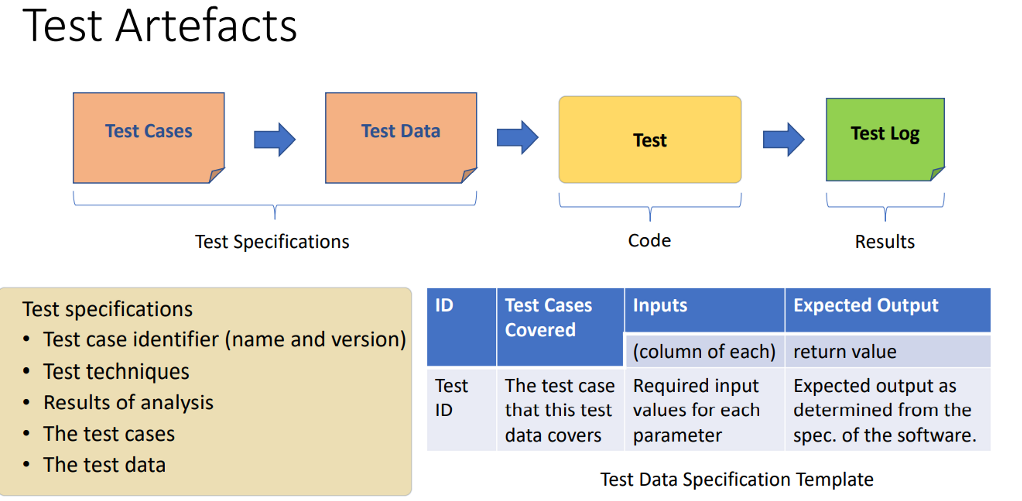 Test Artefacts
Test Cases
Test Data
Test
Test Log
Test Specifications
Code
Results
Test specifications
• Test case identifier (name and version)
• Test techniques
• Results of analysis
• The test cases
• The test data
ID
Test Cases
Covered
Inputs
Expected Output
(column of each)
return value
Test
ID
The test case
that this test
data covers
Required input
values for each
parameter
Expected output as
determined from the
spec. of the software.
Test Data Specification Template